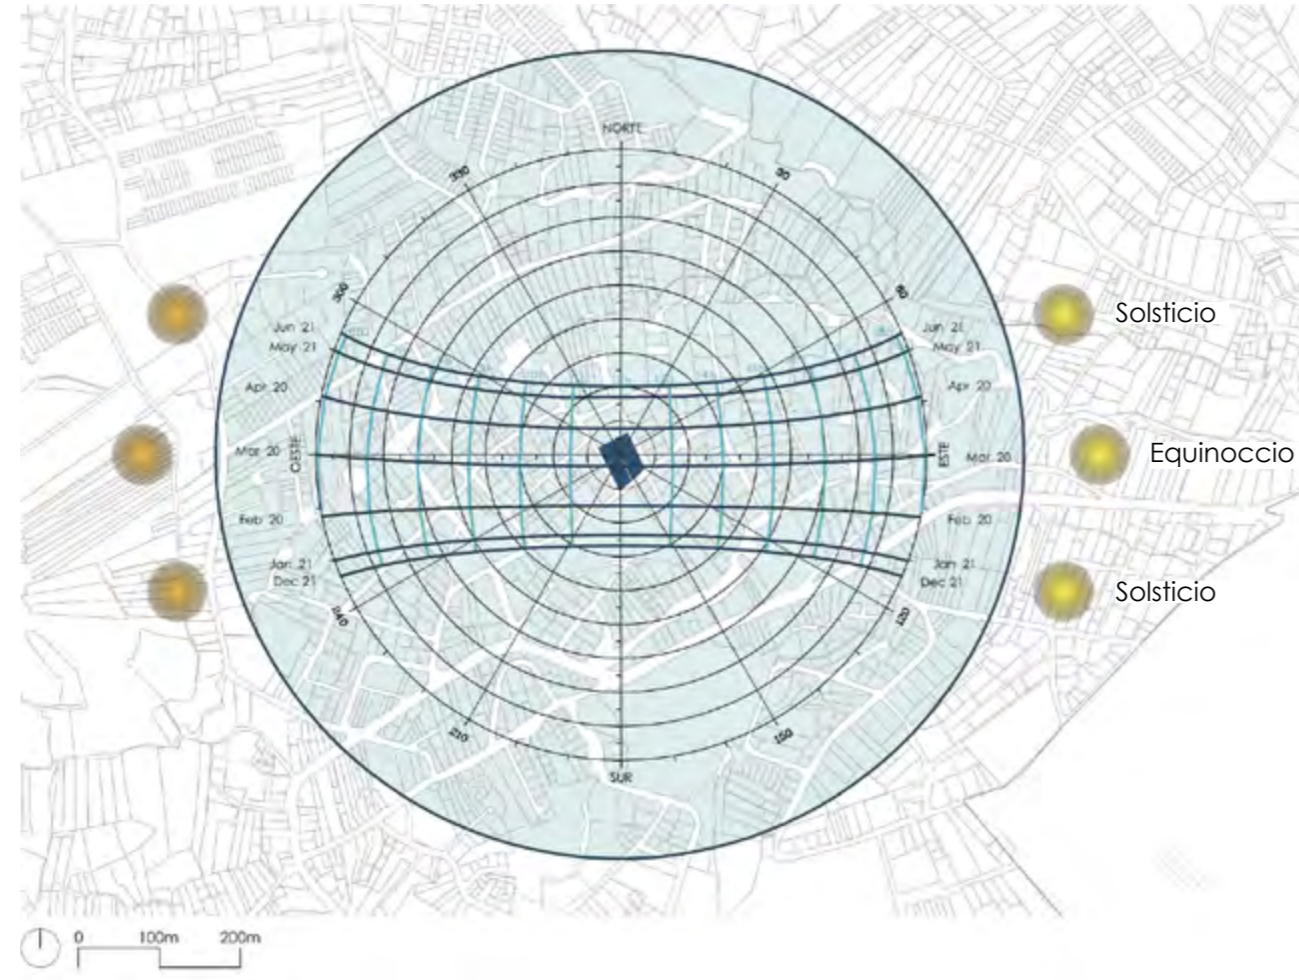 NORTE
330
30
300
60
Jun 21
May 21
Apr 20
Mar 20
OESTE
Feb 20
Jan 21
Dec 21
240
210
SUR
150
120
Jun 21
May 21
Apr 20
ESTE
Mar 20
Feb 20
Jan 21
Dec 21
Solsticio
Equinoccio
Solsticio
0 100m 200m